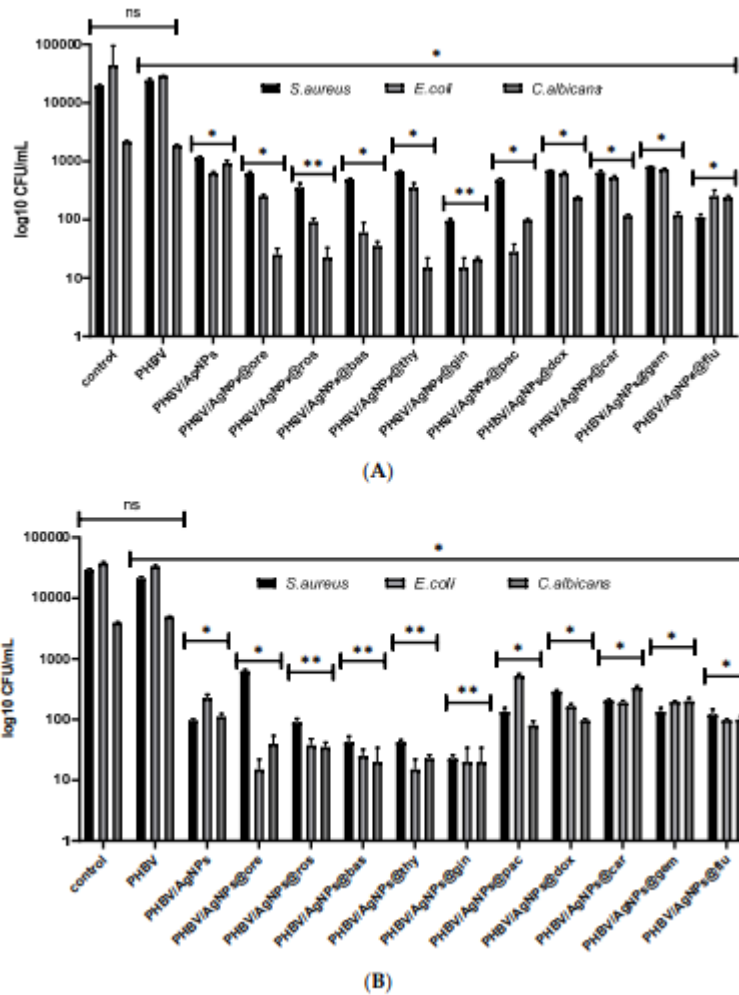 ns
*
100000
10000
1000
100
10
1
log10 CFU/mL
S.aureus E.coli C.albicans
* * ** * * ** * * * * *
control
PHBV
PHBV/AgNPs
PHBV/AgNPs@ore
PHBV/AgNPs@ros
PHBV/AgNPs@bas
PHBV/AgNPs@thy
PHBV/AgNPs@gin
PHBV/AgNPs@pac
PHBV/AgNPs@dox
PHBV/AgNPs@car
PHBV/AgNPs@gem
PHBV/AgNPs@flu
(A)
ns
*
100000
10000
1000
100
10
1
log10 CFU/mL
S.aureus E.coli C.albicans
* * ** ** ** ** * * * * *
control
PHBV
PHBV/AgNPs
PHBV/AgNPs@ore
PHBV/AgNPs@ros
PHBV/AgNPs@bas
PHBV/AgNPs@thy
PHBV/AgNPs@gin
PHBV/AgNPs@pac
PHBV/AgNPs@dox
PHBV/AgNPs@car
PHBV/AgNPs@gem
PHBV/AgNPs@flu
(B)